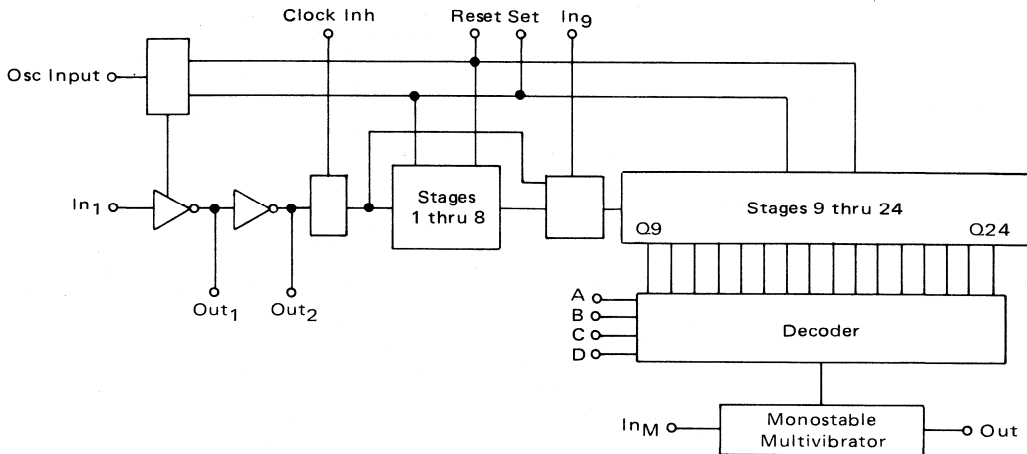 Clock Inh
Reset Set
In9
Osc Input
In1
Stages
1 thru 8
Stages 9 thru 24
Q9
Q24
Out1
Out2
A
B
C
D
Decoder
InM
Monostable
Multivibrator
Out